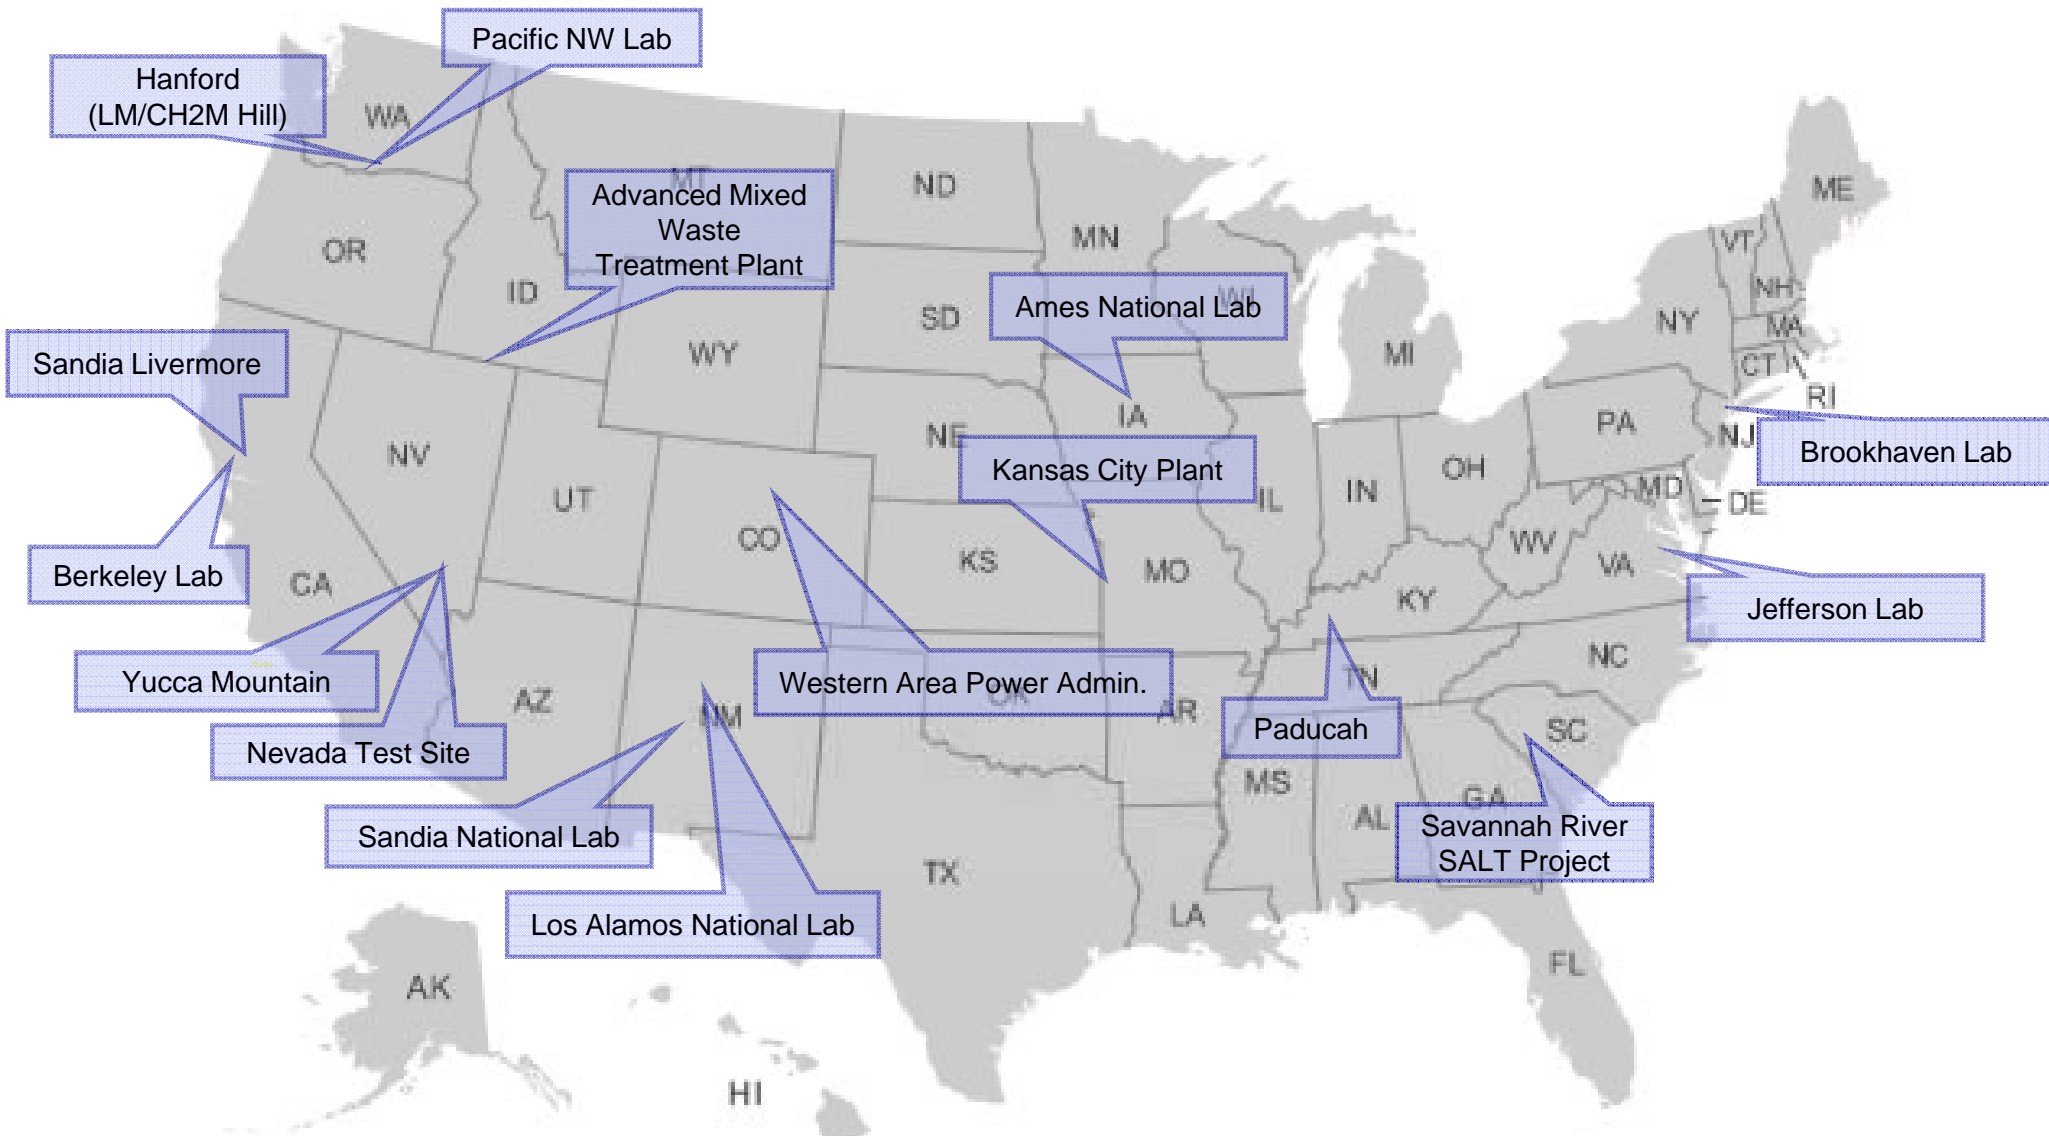 Pacific NW Lab
Hanford
(LM/CH2M Hill)
WA
MT
ND
MN
ME
Advanced Mixed
Waste
Treatment Plant
OR
ID
SD
WI
VT
NH
NY
MA
CT
RI
Ames National Lab
MI
WY
Sandia Livermore
IA
NE
PA
NJ
Brookhaven Lab
NV
Kansas City Plant
IL
IN
OH
MD
DE
UT
CO
KS
MO
WV
VA
KY
Berkeley Lab
CA
Jefferson Lab
Yucca Mountain
Western Area Power Admin.
NC
TN
AZ
NM
OK
AR
Paducah
SC
Nevada Test Site
MS
GA
AL
Savannah River
SALT Project
Sandia National Lab
TX
Los Alamos National Lab
LA
FL
AK
HI